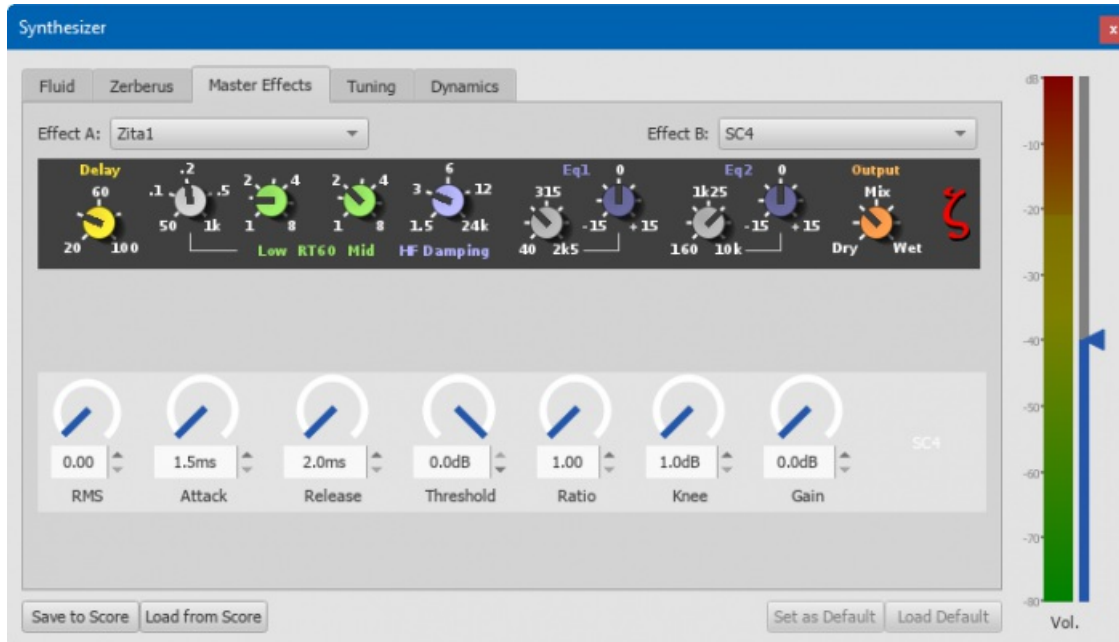 Synthesizer
x
Fluid Zerberus Master Effects Tuning Dynamics
Effect A: Zita1 Effect B: SC4
Delay Eq1 Eq2 Output
60 .2 2 4 2 4 6 315 0 1k25 0 Mix
.1 .5 3 12
20 100 50 1k 1 8 1 8 1.5 24k 40 2k5 -15 +15 160 10k -15 +15 Dry Wet
Low RT60 Mid HF Damping
ζ
0.00 1.5ms 2.0ms 0.0dB 1.00 1.0dB 0.0dB SC4
RMS Attack Release Threshold Ratio Knee Gain
Save to Score Load from Score Set as Default Load Default
dB
-10
-20
-30
-40
-50
-60
-70
-80
Vol.